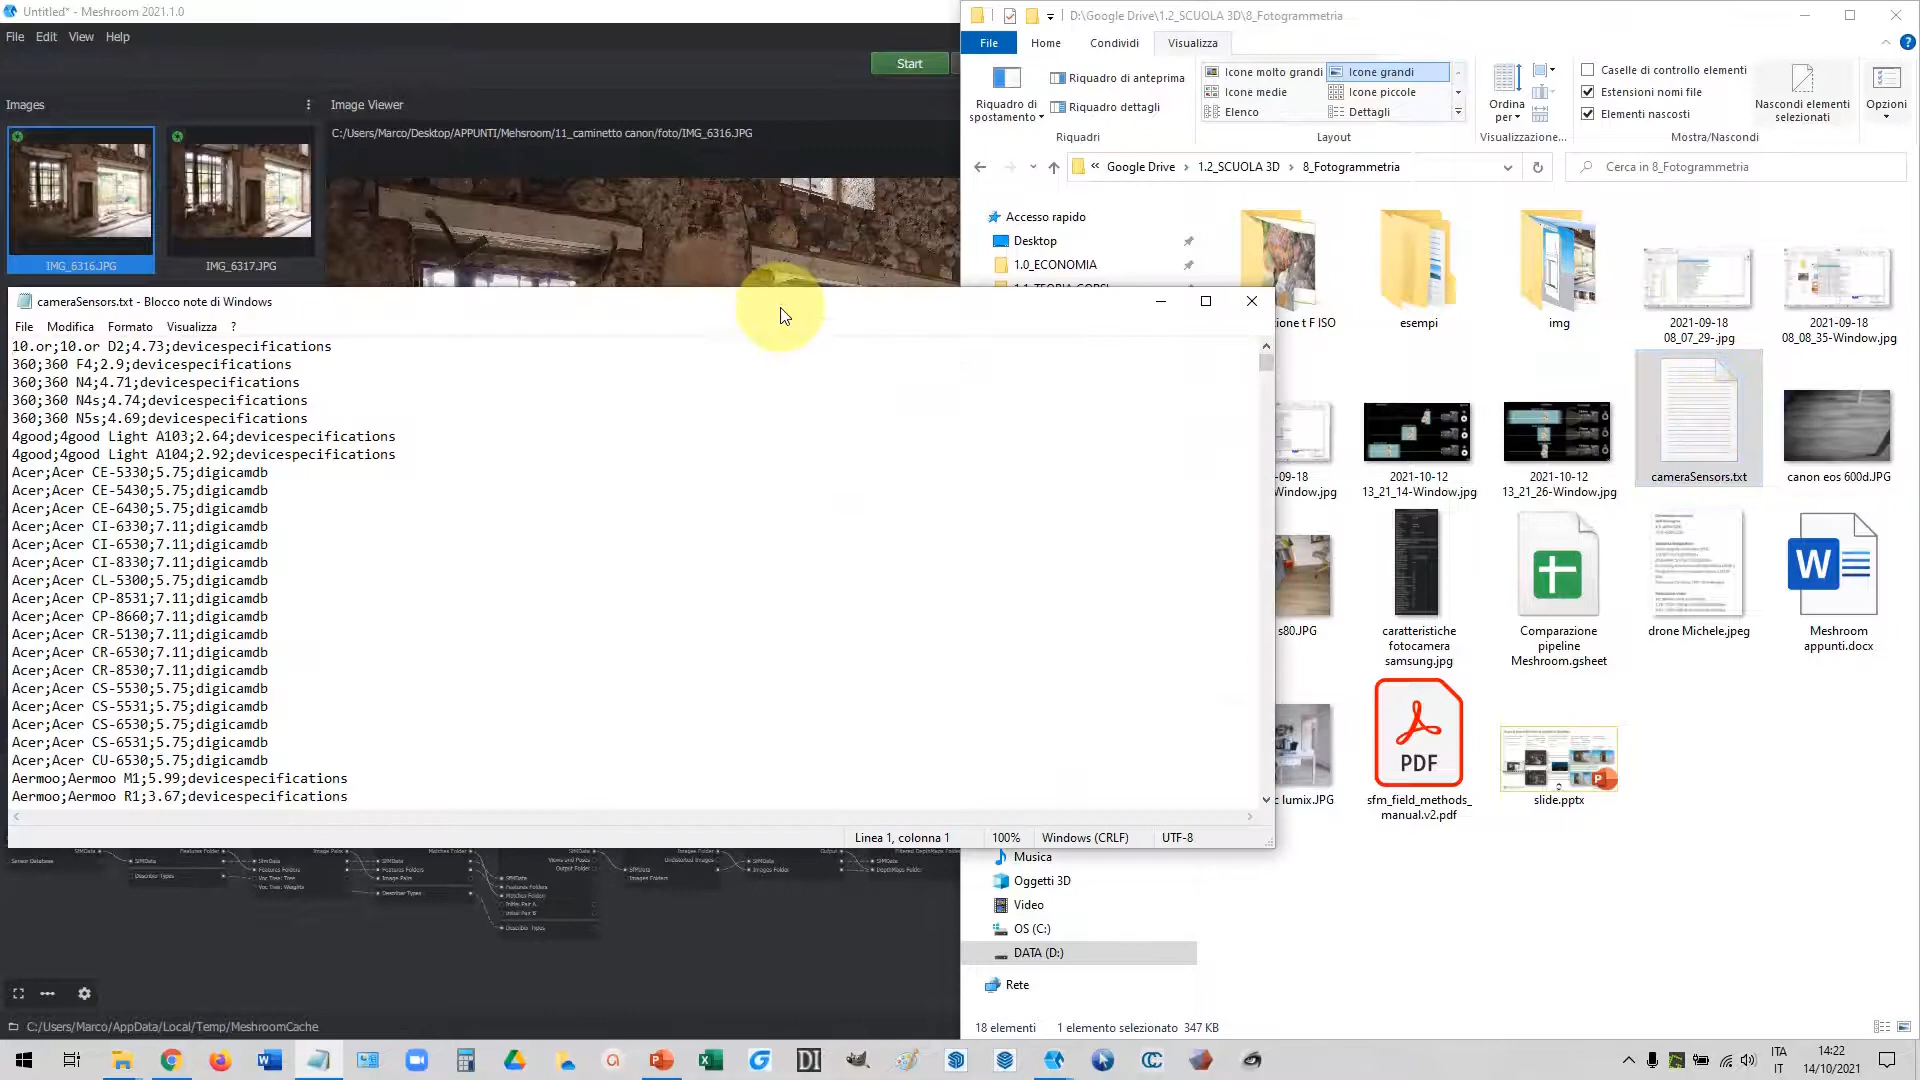 Untitled* - Meshroom 2021.1.0
File Edit View Help
Start
Images
Image Viewer
C:/Users/Marco/Desktop/APPUNTI/Mehsroom/11_caminetto canon/foto/IMG_6316.JPG
IMG_6316.JPG
IMG_6317.JPG
cameraSensors.txt - Blocco note di Windows
File Modifica Formato Visualizza ?
10.or;10.or D2;4.73;devicespecifications
360;360 F4;2.9;devicespecifications
360;360 N4;4.71;devicespecifications
360;360 N4s;4.74;devicespecifications
360;360 N5s;4.69;devicespecifications
4good;4good Light A103;2.64;devicespecifications
4good;4good Light A104;2.92;devicespecifications
Acer;Acer CE-5330;5.75;digicamdb
Acer;Acer CE-5430;5.75;digicamdb
Acer;Acer CE-6430;5.75;digicamdb
Acer;Acer CI-6330;7.11;digicamdb
Acer;Acer CI-6530;7.11;digicamdb
Acer;Acer CI-8330;7.11;digicamdb
Acer;Acer CL-5300;5.75;digicamdb
Acer;Acer CP-8531;7.11;digicamdb
Acer;Acer CP-8660;7.11;digicamdb
Acer;Acer CR-5130;7.11;digicamdb
Acer;Acer CR-6530;7.11;digicamdb
Acer;Acer CR-8530;7.11;digicamdb
Acer;Acer CS-5530;5.75;digicamdb
Acer;Acer CS-5531;5.75;digicamdb
Acer;Acer CS-6530;5.75;digicamdb
Acer;Acer CS-6531;5.75;digicamdb
Acer;Acer CU-6530;5.75;digicamdb
Aermoo;Aermoo M1;5.99;devicespecifications
Aermoo;Aermoo R1;3.67;devicespecifications
Linea 1, colonna 1 100% Windows (CRLF) UTF-8
C:/Users/Marco/AppData/Local/Temp/MeshroomCache
D:\Google Drive\1.2_SCUOLA 3D\8_Fotogrammetria
File Home Condividi Visualizza
Riquadro di spostamento
Riquadro di anteprima
Riquadro dettagli
Riquadri
Icone molto grandi
Icone grandi
Icone medie
Icone piccole
Elenco
Dettagli
Layout
Ordina per
Visualizzazione...
Caselle di controllo elementi
Estensioni nomi file
Elementi nascosti
Nascondi elementi selezionati
Mostra/Nascondi
Opzioni
« Google Drive › 1.2_SCUOLA 3D › 8_Fotogrammetria
Cerca in 8_Fotogrammetria
Accesso rapido
Desktop
1.0_ECONOMIA
Musica
Oggetti 3D
Video
OS (C:)
DATA (D:)
Rete
ione t F ISO
esempi
img
2021-09-18
08_07_29-.jpg
2021-09-18
08_08_35-Window.jpg
-09-18
Window.jpg
2021-10-12
13_21_14-Window.jpg
2021-10-12
13_21_26-Window.jpg
cameraSensors.txt
canon eos 600d.JPG
s80.JPG
caratteristiche
fotocamera
samsung.jpg
Comparazione
pipeline
Meshroom.gsheet
drone Michele.jpeg
W
Meshroom
appunti.docx
c lumix.JPG
PDF
sfm_field_methods_
manual.v2.pdf
slide.pptx
18 elementi 1 elemento selezionato 347 KB
ITA
IT
14:22
14/10/2021